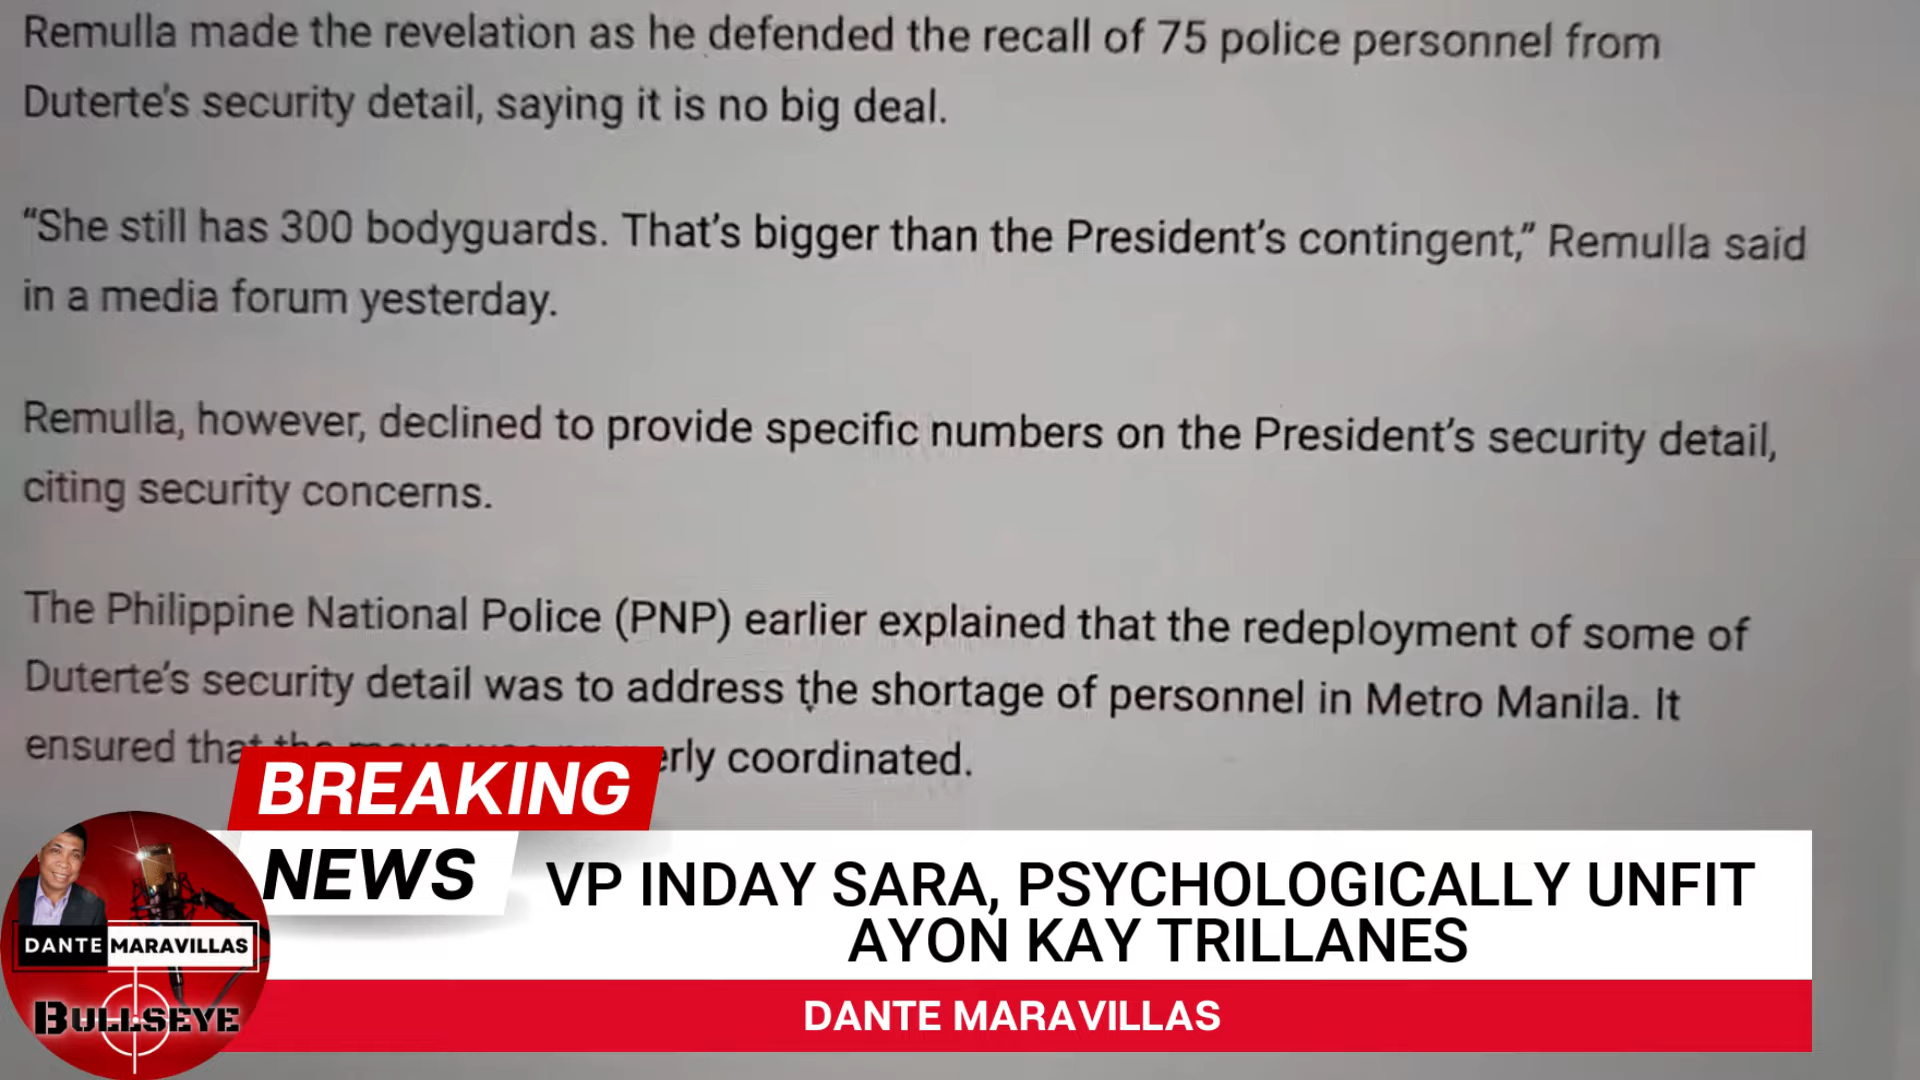 Remulla made the revelation as he defended the recall of 75 police personnel from
Duterte's security detail, saying it is no big deal.
“She still has 300 bodyguards. That’s bigger than the President’s contingent,” Remulla said
in a media forum yesterday.
Remulla, however, declined to provide specific numbers on the President’s security detail,
citing security concerns.
The Philippine National Police (PNP) earlier explained that the redeployment of some of
Duterte’s security detail was to address the shortage of personnel in Metro Manila. It
ensured coordinated.
BREAKING
NEWS
VP INDAY SARA, PSYCHOLOGICALLY UNFIT
AYON KAY TRILLANES
DANTE MARAVILLAS
DANTE MARAVILLAS
BULLSEYE